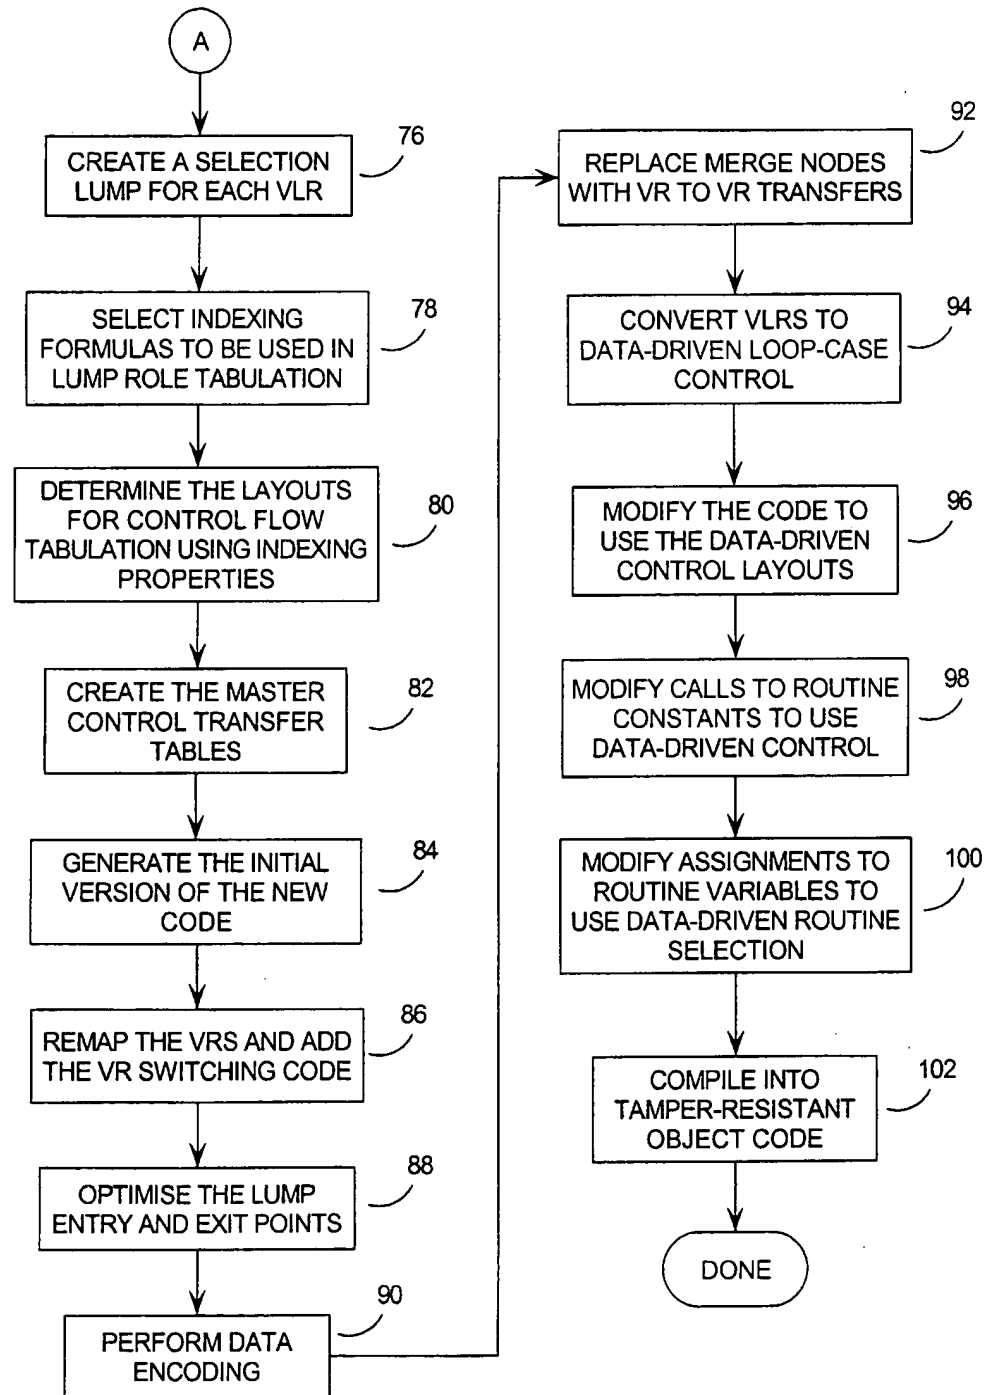 A
76
CREATE A SELECTION
LUMP FOR EACH VLR
78
SELECT INDEXING
FORMULAS TO BE USED IN
LUMP ROLE TABULATION
80
DETERMINE THE LAYOUTS
FOR CONTROL FLOW
TABULATION USING INDEXING
PROPERTIES
82
CREATE THE MASTER
CONTROL TRANSFER
TABLES
84
GENERATE THE INITIAL
VERSION OF THE NEW
CODE
86
REMAP THE VRS AND ADD
THE VR SWITCHING CODE
88
OPTIMISE THE LUMP
ENTRY AND EXIT POINTS
90
PERFORM DATA
ENCODING
92
REPLACE MERGE NODES
WITH VR TO VR TRANSFERS
94
CONVERT VLRS TO
DATA-DRIVEN LOOP-CASE
CONTROL
96
MODIFY THE CODE TO
USE THE DATA-DRIVEN
CONTROL LAYOUTS
98
MODIFY CALLS TO ROUTINE
CONSTANTS TO USE
DATA-DRIVEN CONTROL
100
MODIFY ASSIGNMENTS TO
ROUTINE VARIABLES TO
USE DATA-DRIVEN ROUTINE
SELECTION
102
COMPILE INTO
TAMPER-RESISTANT
OBJECT CODE
DONE